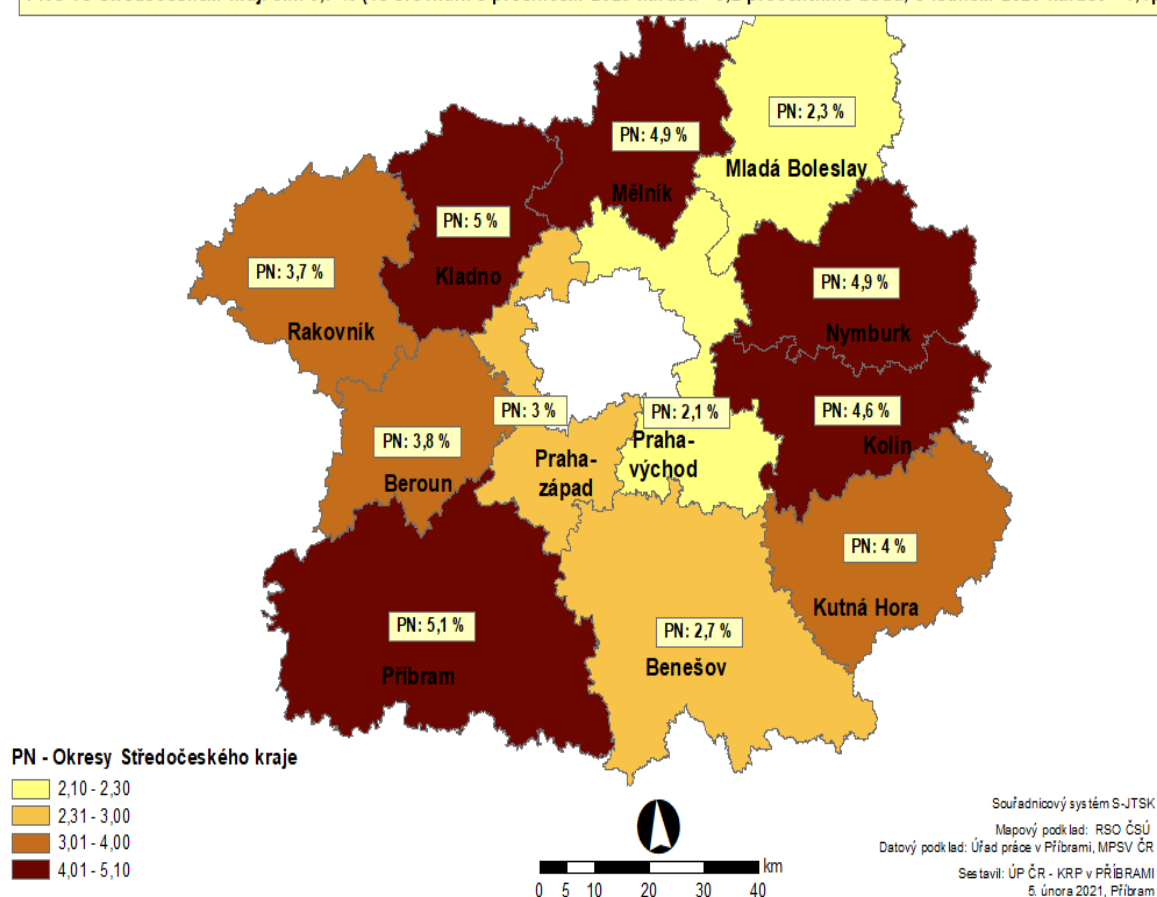 PN: 2,3 %
Mladá Boleslav
PN: 4,9 %
Mělník
PN: 5 %
Kladno
PN: 3,7 %
Rakovník
PN: 4,9 %
Nymburk
PN: 3 %
PN: 2,1 %
PN: 4,6 %
Kolín
PN: 3,8 %
Beroun
Praha-
západ
Praha-
východ
PN: 4 %
Kutná Hora
PN: 5,1 %
Příbram
PN: 2,7 %
Benešov
PN - Okresy Středočeského kraje
2,10 - 2,30
2,31 - 3,00
3,01 - 4,00
4,01 - 5,10
km
0 5 10 20 30 40
Souřadnicový systém S-JTSK
Mapový podklad: RSO ČSÚ
Datový podklad: Úřad práce v Příbrami, MPSV ČR
Sestavil: ÚP ČR - KRP v PŘÍBRAMI
5. února 2021, Příbram